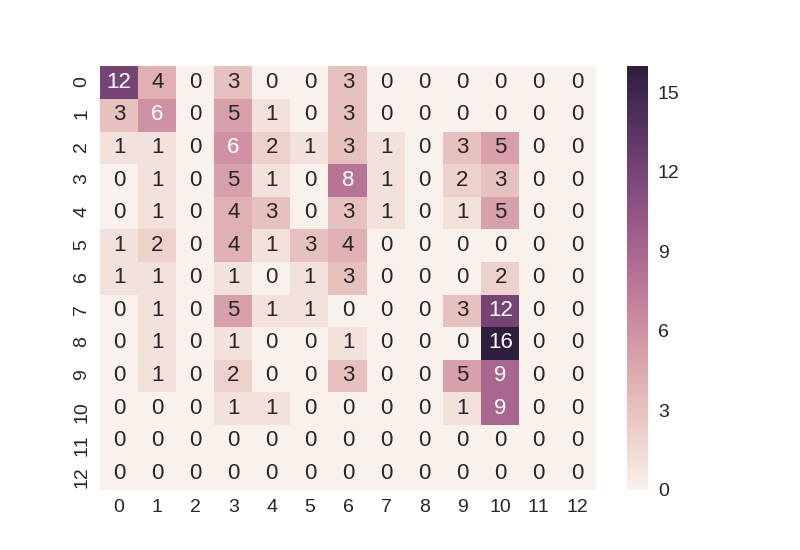 0 12 4 0 3 0 0 3 0 0 0 0 0 0
1 3 6 0 5 1 0 3 0 0 0 0 0 0
2 1 1 0 6 2 1 3 1 0 3 5 0 0
3 0 1 0 5 1 0 8 1 0 2 3 0 0
4 0 1 0 4 3 0 3 1 0 1 5 0 0
5 1 2 0 4 1 3 4 0 0 0 0 0 0
6 1 1 0 1 0 1 3 0 0 0 2 0 0
7 0 1 0 5 1 1 0 0 0 3 12 0 0
8 0 1 0 1 0 0 1 0 0 0 16 0 0
9 0 1 0 2 0 0 3 0 0 5 9 0 0
10 0 0 0 1 1 0 0 0 0 1 9 0 0
11 0 0 0 0 0 0 0 0 0 0 0 0 0
12 0 0 0 0 0 0 0 0 0 0 0 0 0
0 1 2 3 4 5 6 7 8 9 10 11 12
15
12
9
6
3
0